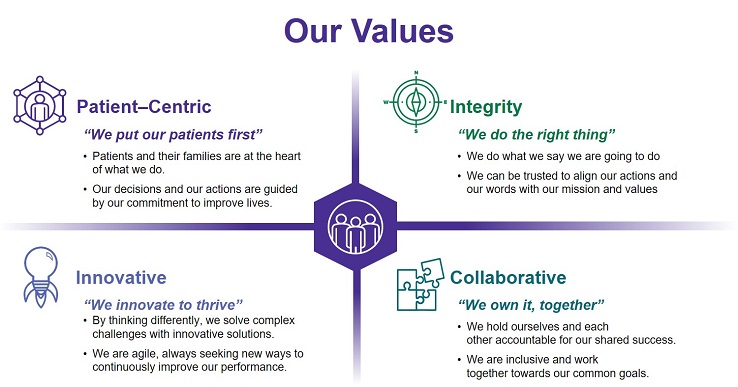 Our Values
Patient–Centric
“We put our patients first”
• Patients and their families are at the heart
of what we do.
• Our decisions and our actions are guided
by our commitment to improve lives.
N
W
E
S
Integrity
“We do the right thing”
• We do what we say we are going to do
• We can be trusted to align our actions and
our words with our mission and values
Innovative
“We innovate to thrive”
• By thinking differently, we solve complex
challenges with innovative solutions.
• We are agile, always seeking new ways to
continuously improve our performance.
Collaborative
“We own it, together”
• We hold ourselves and each
other accountable for our shared success.
• We are inclusive and work
together towards our common goals.